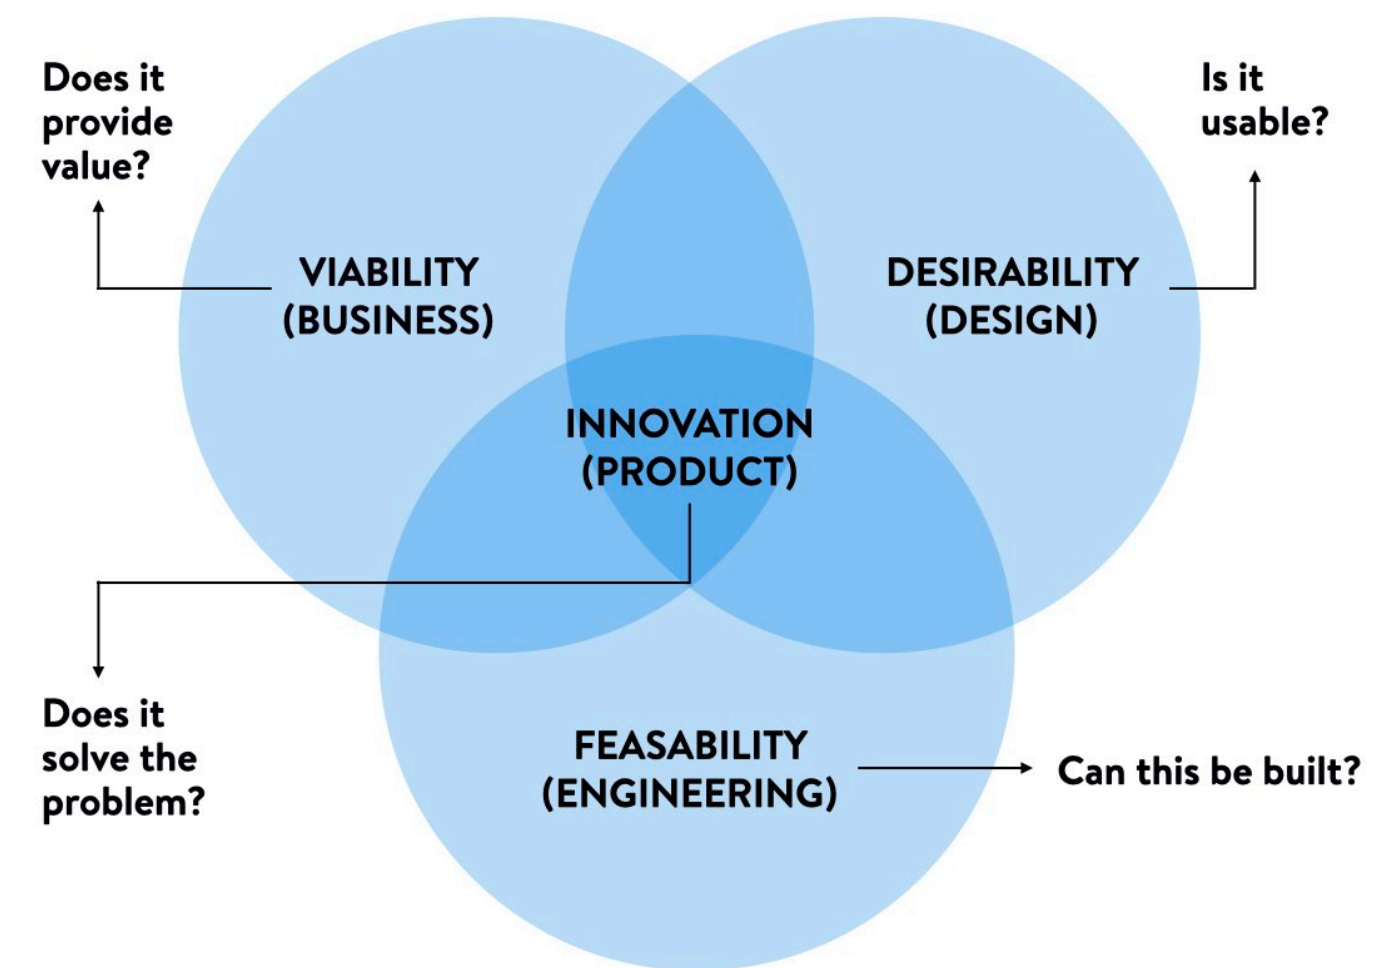 Does it
provide
value?
Is it
usable?
VIABILITY
(BUSINESS)
DESIRABILITY
(DESIGN)
INNOVATION
(PRODUCT)
Does it
solve the
problem?
FEASABILITY
(ENGINEERING)
Can this be built?